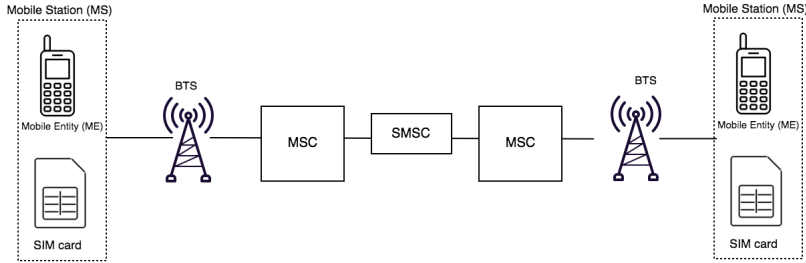 Mobile Station (MS)
Mobile Entity (ME)
SIM card
BTS
MSC
SMSC
MSC
BTS
Mobile Station (MS)
Mobile Entity (ME)
SIM card